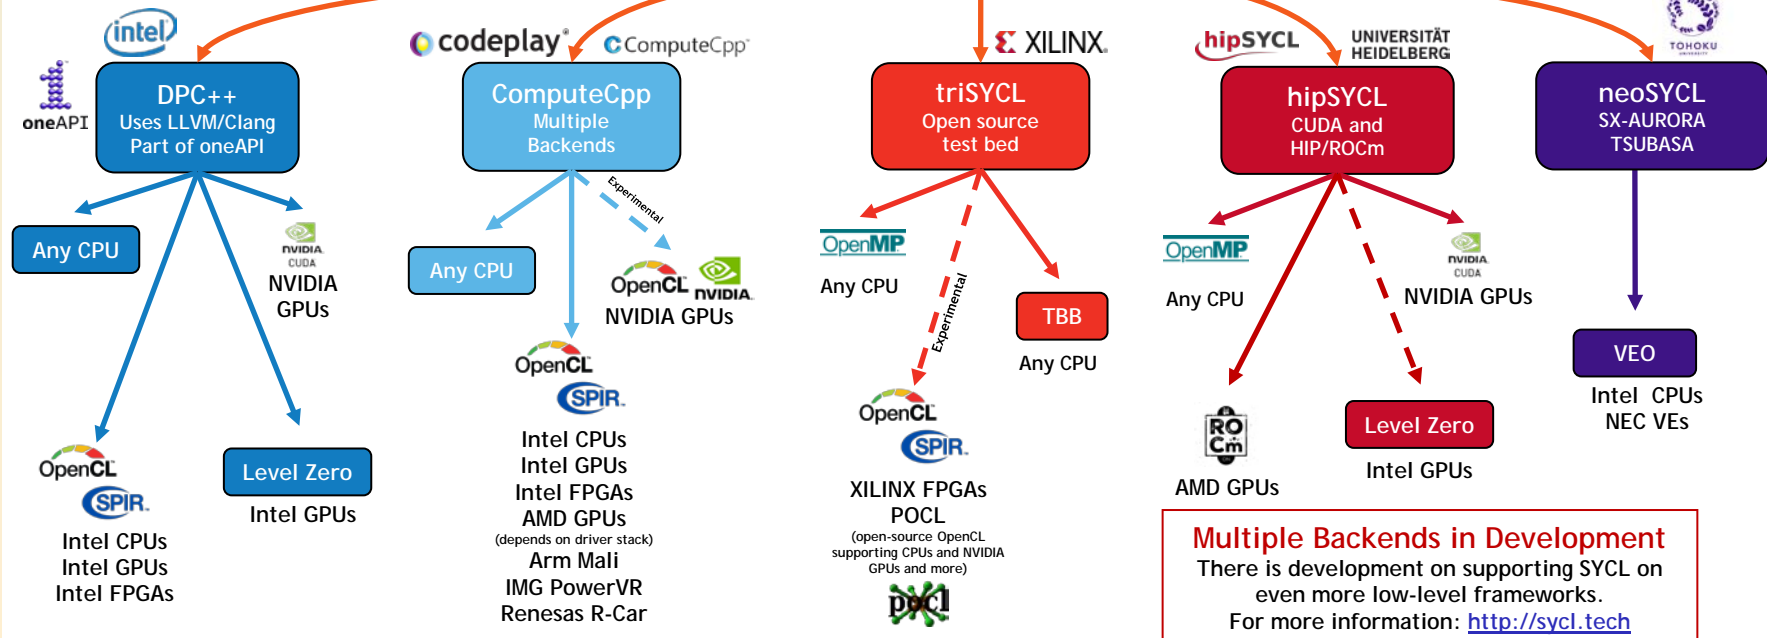 intel
oneAPI
DPC++
Uses LLVM/Clang
Part of oneAPI
Any CPU
NVIDIA
CUDA
NVIDIA
GPUs
OpenCL
SPIR
Intel CPUs
Intel GPUs
Intel FPGAs
Level Zero
Intel GPUs
codeplay
ComputeCpp
ComputeCpp
Multiple
Backends
Experimental
Any CPU
OpenCL
NVIDIA
NVIDIA GPUs
OpenCL
SPIR
Intel CPUs
Intel GPUs
Intel FPGAs
AMD GPUs
(depends on driver stack)
Arm Mali
IMG PowerVR
Renesas R-Car
XILINX
triSYCL
Open source
test bed
OpenMP
Any CPU
Experimental
TBB
Any CPU
OpenCL
SPIR
XILINX FPGAs
POCL
(open-source OpenCL
supporting CPUs and NVIDIA
GPUs and more)
pocl
hipSYCL
UNIVERSITÄT
HEIDELBERG
hipSYCL
CUDA and
HIP/ROCm
OpenMP
Any CPU
NVIDIA
CUDA
NVIDIA GPUs
ROCm
AMD GPUs
Level Zero
Intel GPUs
TOHOKU
UNIVERSITY
neoSYCL
SX-AURORA
TSUBASA
VEO
Intel CPUs
NEC VEs
Multiple Backends in Development
There is development on supporting SYCL on
even more low-level frameworks.
For more information: http://sycl.tech